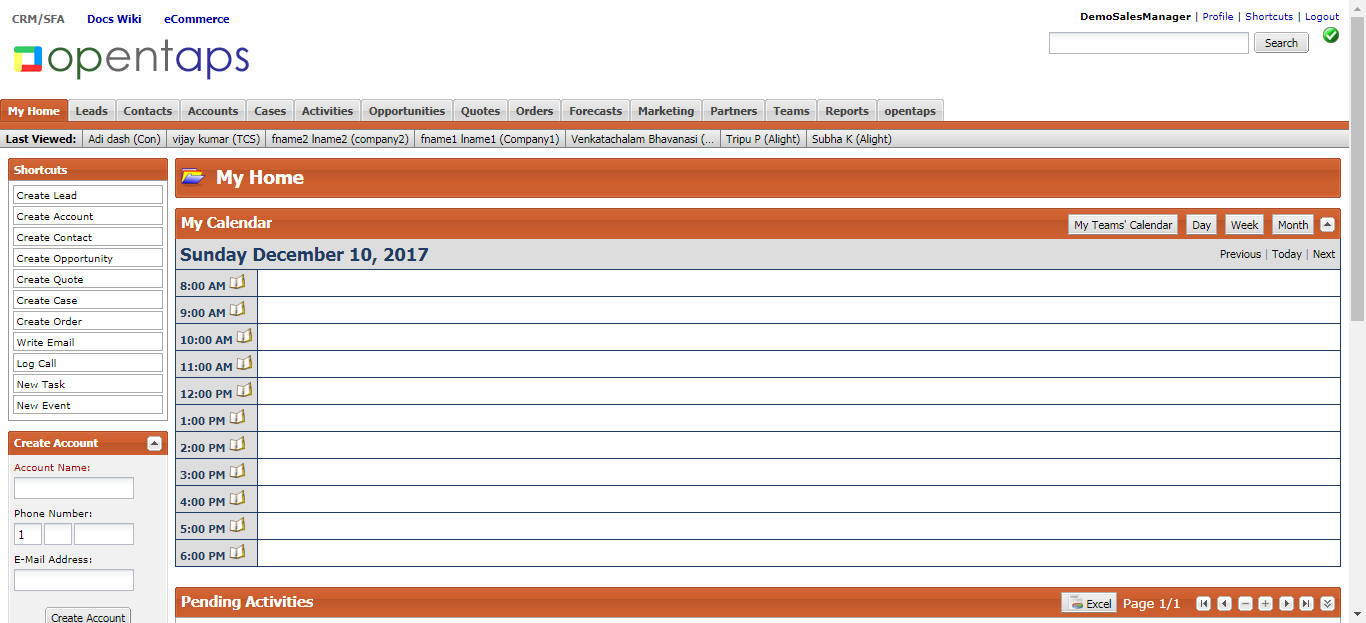 CRM/SFA Docs Wiki eCommerce
DemoSalesManager | Profile | Shortcuts | Logout
Search
opentaps
My Home Leads Contacts Accounts Cases Activities Opportunities Quotes Orders Forecasts Marketing Partners Teams Reports opentaps
Last Viewed: Adi dash (Con) vijay kumar (TCS) fname2 lname2 (company2) fname1 lname1 (Company1) Venkatachalam Bhavanasi (... Tripu P (Alight) Subha K (Alight)
Shortcuts
Create Lead
Create Account
Create Contact
Create Opportunity
Create Quote
Create Case
Create Order
Write Email
Log Call
New Task
New Event
Create Account
Account Name:
Phone Number:
1
E-Mail Address:
Create Account
My Home
My Calendar My Teams' Calendar Day Week Month
Sunday December 10, 2017 Previous | Today | Next
8:00 AM
9:00 AM
10:00 AM
11:00 AM
12:00 PM
1:00 PM
2:00 PM
3:00 PM
4:00 PM
5:00 PM
6:00 PM
Pending Activities Excel Page 1/1